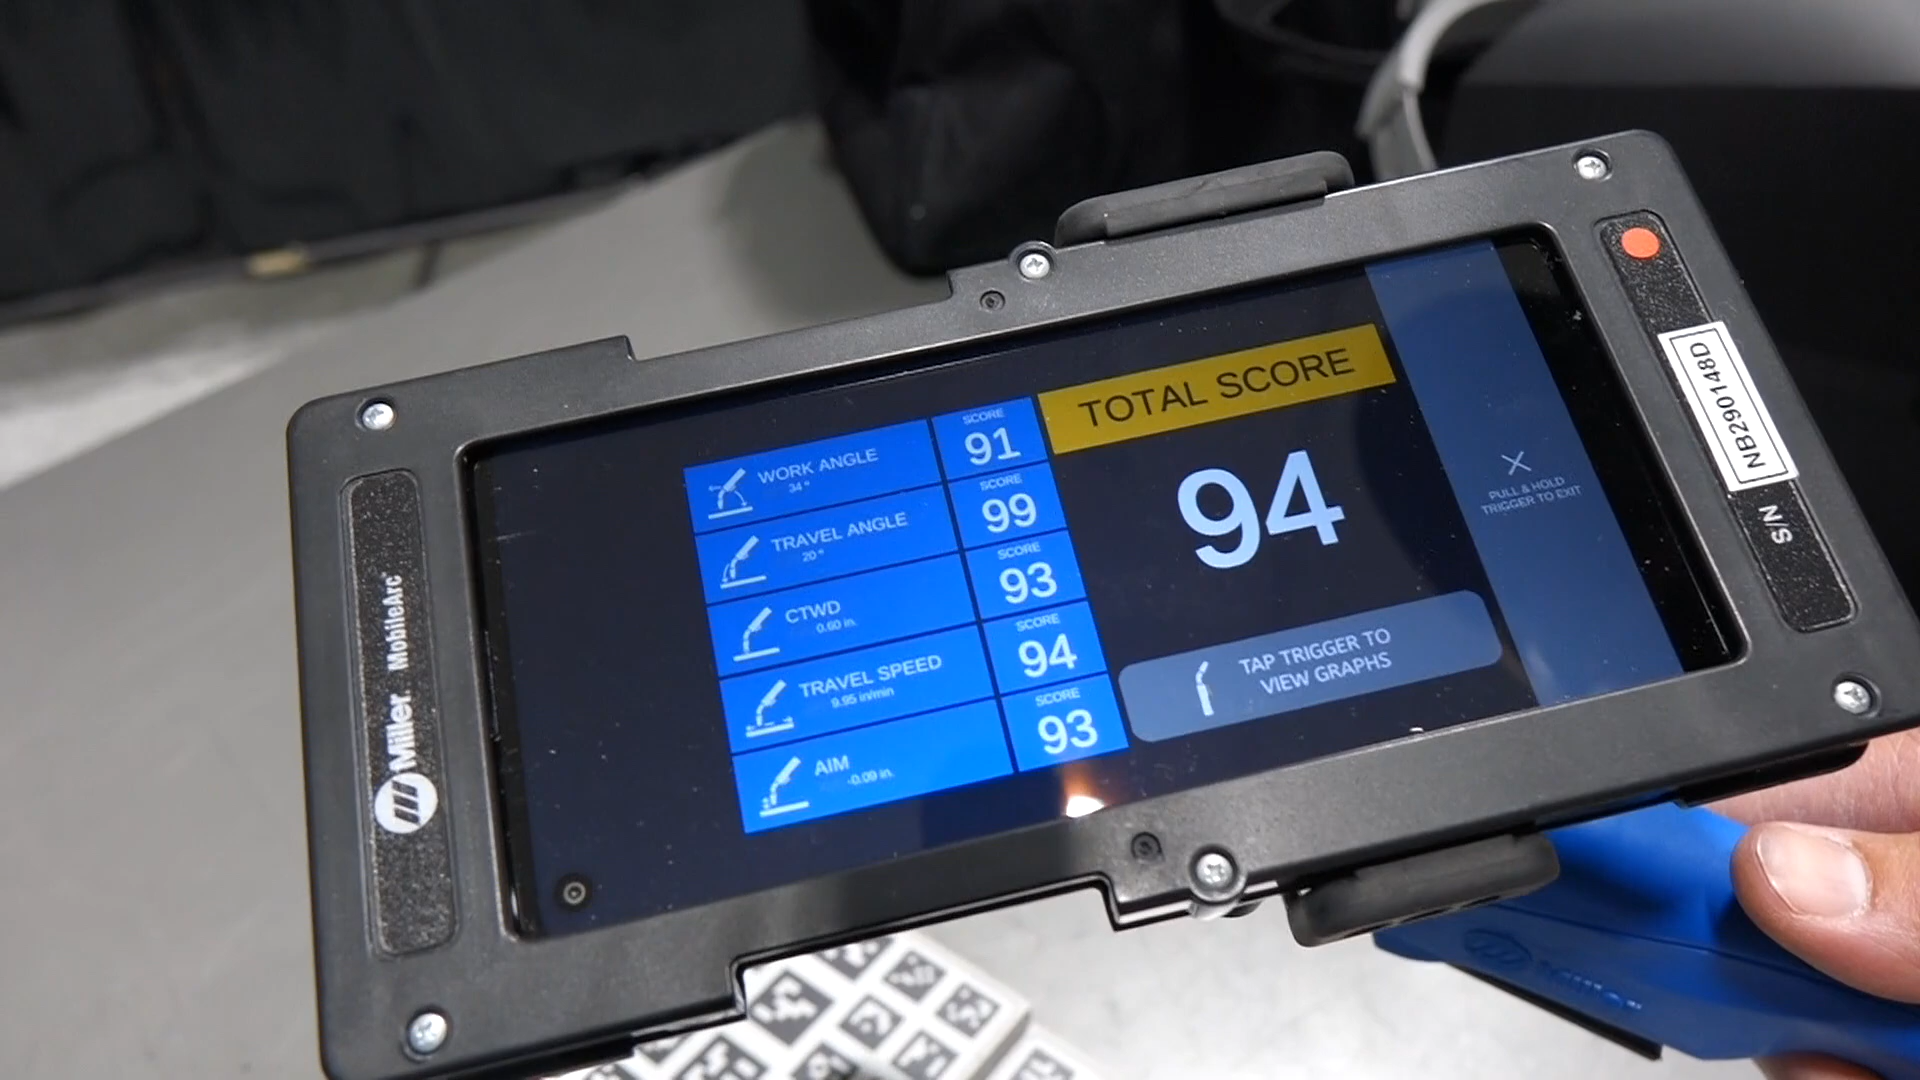 WORK ANGLE
34 °
SCORE
91
TRAVEL ANGLE
20 °
SCORE
99
CTWD
0.60 in.
SCORE
93
TRAVEL SPEED
9.95 in/min
SCORE
94
AIM
-0.09 in.
SCORE
93
TOTAL SCORE
94
TAP TRIGGER TO
VIEW GRAPHS
PULL & HOLD
TRIGGER TO EXIT
Miller MobileArc™
NB290148D
S/N
Miller